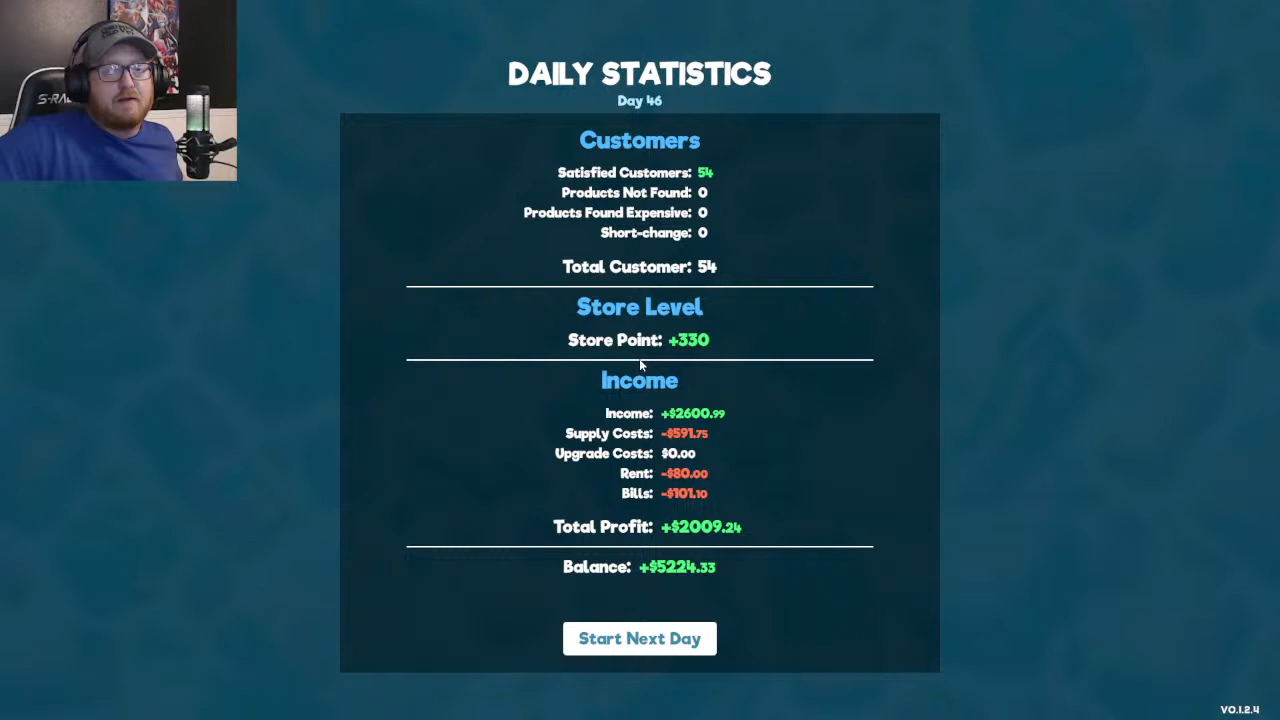 S-RA
DAILY STATISTICS
Day 46
Customers
Satisfied Customers: 54
Products Not Found: 0
Products Found Expensive: 0
Short-change: 0
Total Customer: 54
Store Level
Store Point: +330
Income
Income: +$2600.99
Supply Costs: -$591.75
Upgrade Costs: $0.00
Rent: -$80.00
Bills: -$101.10
Total Profit: +$2009.24
Balance: +$5224.33
Start Next Day
V0.1.2.4